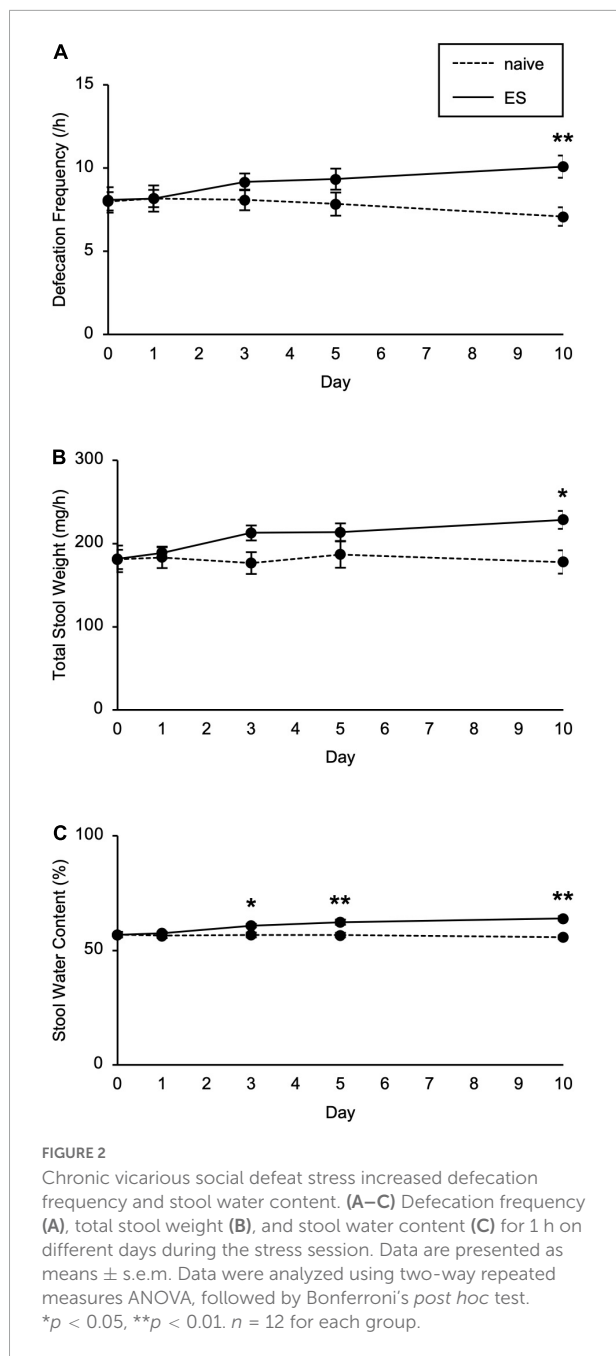 A
naive
ES
15
10
5
0
**
Defecation Frequency (/h)
0 1 2 3 4 5 6 7 8 9 10
Day
B
300
200
100
0
*
Total Stool Weight (mg/h)
0 1 2 3 4 5 6 7 8 9 10
Day
C
100
50
0
* ** **
Stool Water Content (%)
0 1 2 3 4 5 6 7 8 9 10
Day
FIGURE 2
Chronic vicarious social defeat stress increased defecation
frequency and stool water content. (A–C) Defecation frequency
(A), total stool weight (B), and stool water content (C) for 1 h on
different days during the stress session. Data are presented as
means ± s.e.m. Data were analyzed using two-way repeated
measures ANOVA, followed by Bonferroni's post hoc test.
*p < 0.05, **p < 0.01. n = 12 for each group.